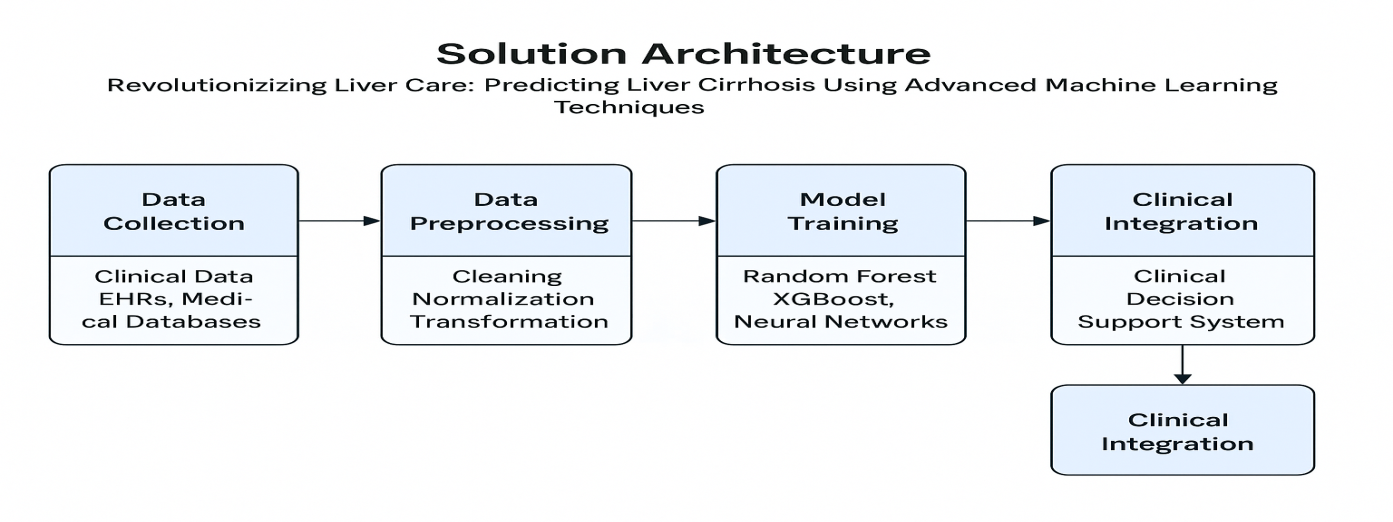 Solution Architecture
Revolutionizizing Liver Care: Predicting Liver Cirrhosis Using Advanced Machine Learning
Techniques
Data
Collection
Clinical Data
EHRs, Medi-
cal Databases
Data
Preprocessing
Cleaning
Normalization
Transformation
Model
Training
Random Forest
XGBoost,
Neural Networks
Clinical
Integration
Clinical
Decision
Support System
Clinical
Integration